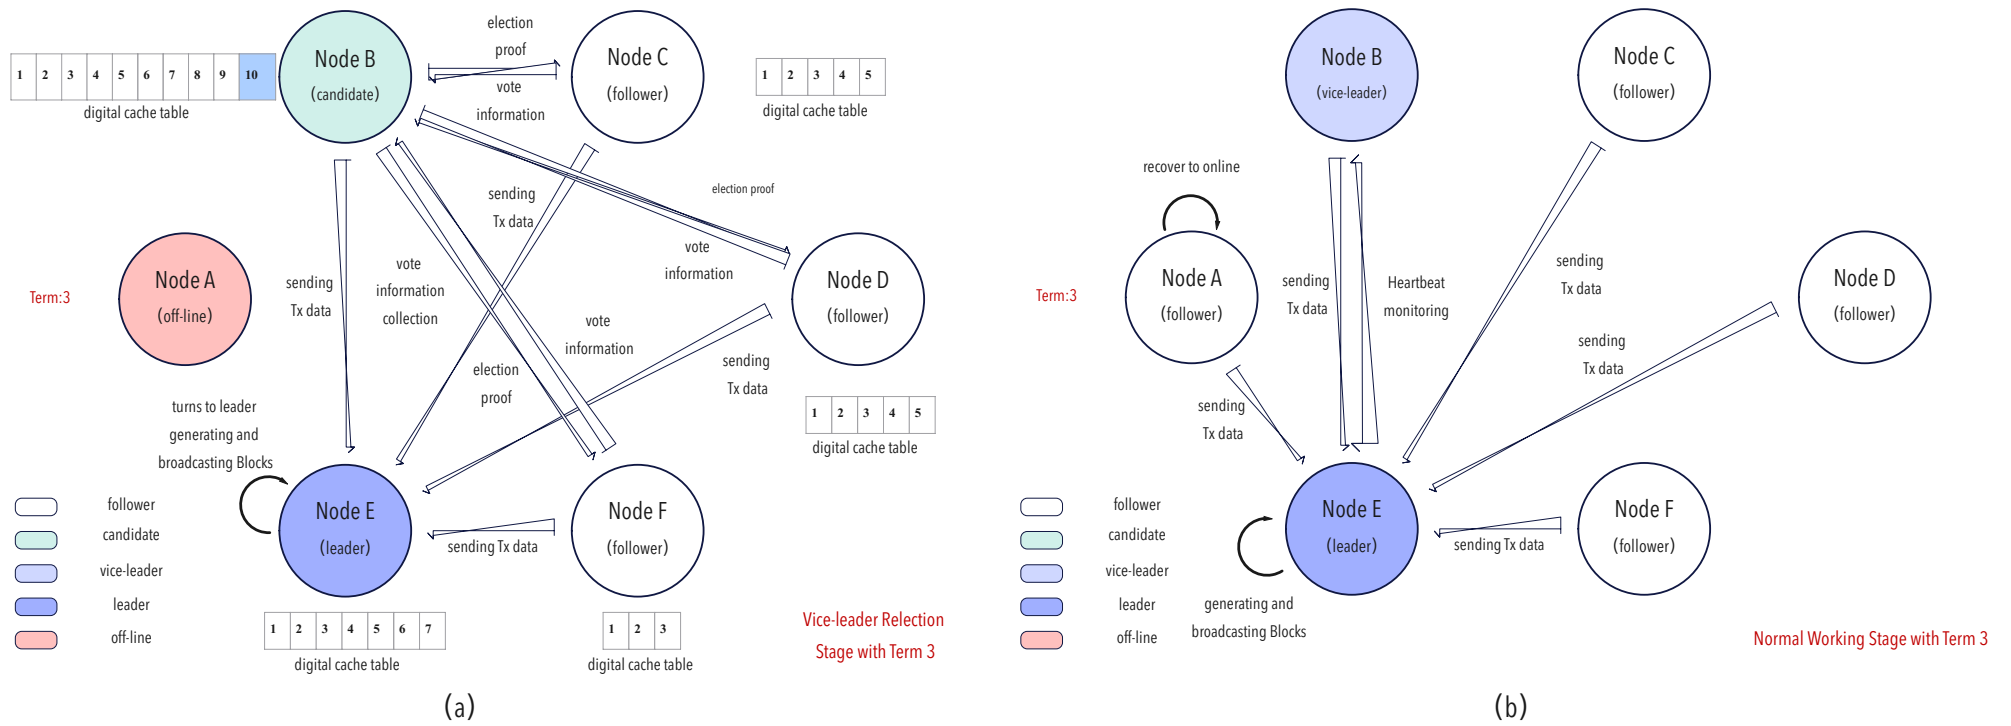 Node B
(candidate)
1 2 3 4 5 6 7 8 9 10
digital cache table
election
proof
vote
information
Node C
(follower)
1 2 3 4 5
digital cache table
sending
Tx data
election proof
vote
information
Node D
(follower)
1 2 3 4 5
digital cache table
Term:3
Node A
(off-line)
sending
Tx data
vote
information
collection
vote
information
election
proof
sending
Tx data
turns to leader
generating and
broadcasting Blocks
Node E
(leader)
sending Tx data
Node F
(follower)
follower
candidate
vice-leader
leader
off-line
1 2 3 4 5 6 7
digital cache table
1 2 3
digital cache table
Vice-leader Relection
Stage with Term 3
(a)
Node B
(vice-leader)
Node C
(follower)
recover to online
Term:3
Node A
(follower)
sending
Tx data
Heartbeat
monitoring
sending
Tx data
Node D
(follower)
sending
Tx data
sending
Tx data
Node E
(leader)
sending Tx data
Node F
(follower)
follower
candidate
vice-leader
leader
off-line
generating and
broadcasting Blocks
Normal Working Stage with Term 3
(b)